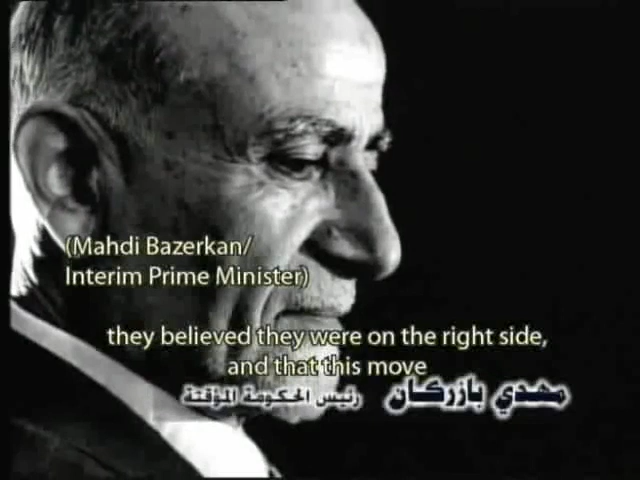 (Mahdi Bazerkan/
Interim Prime Minister)
they believed they were on the right side,
and that this move
مهدي بازركان رئيس الحكومة المؤقتة